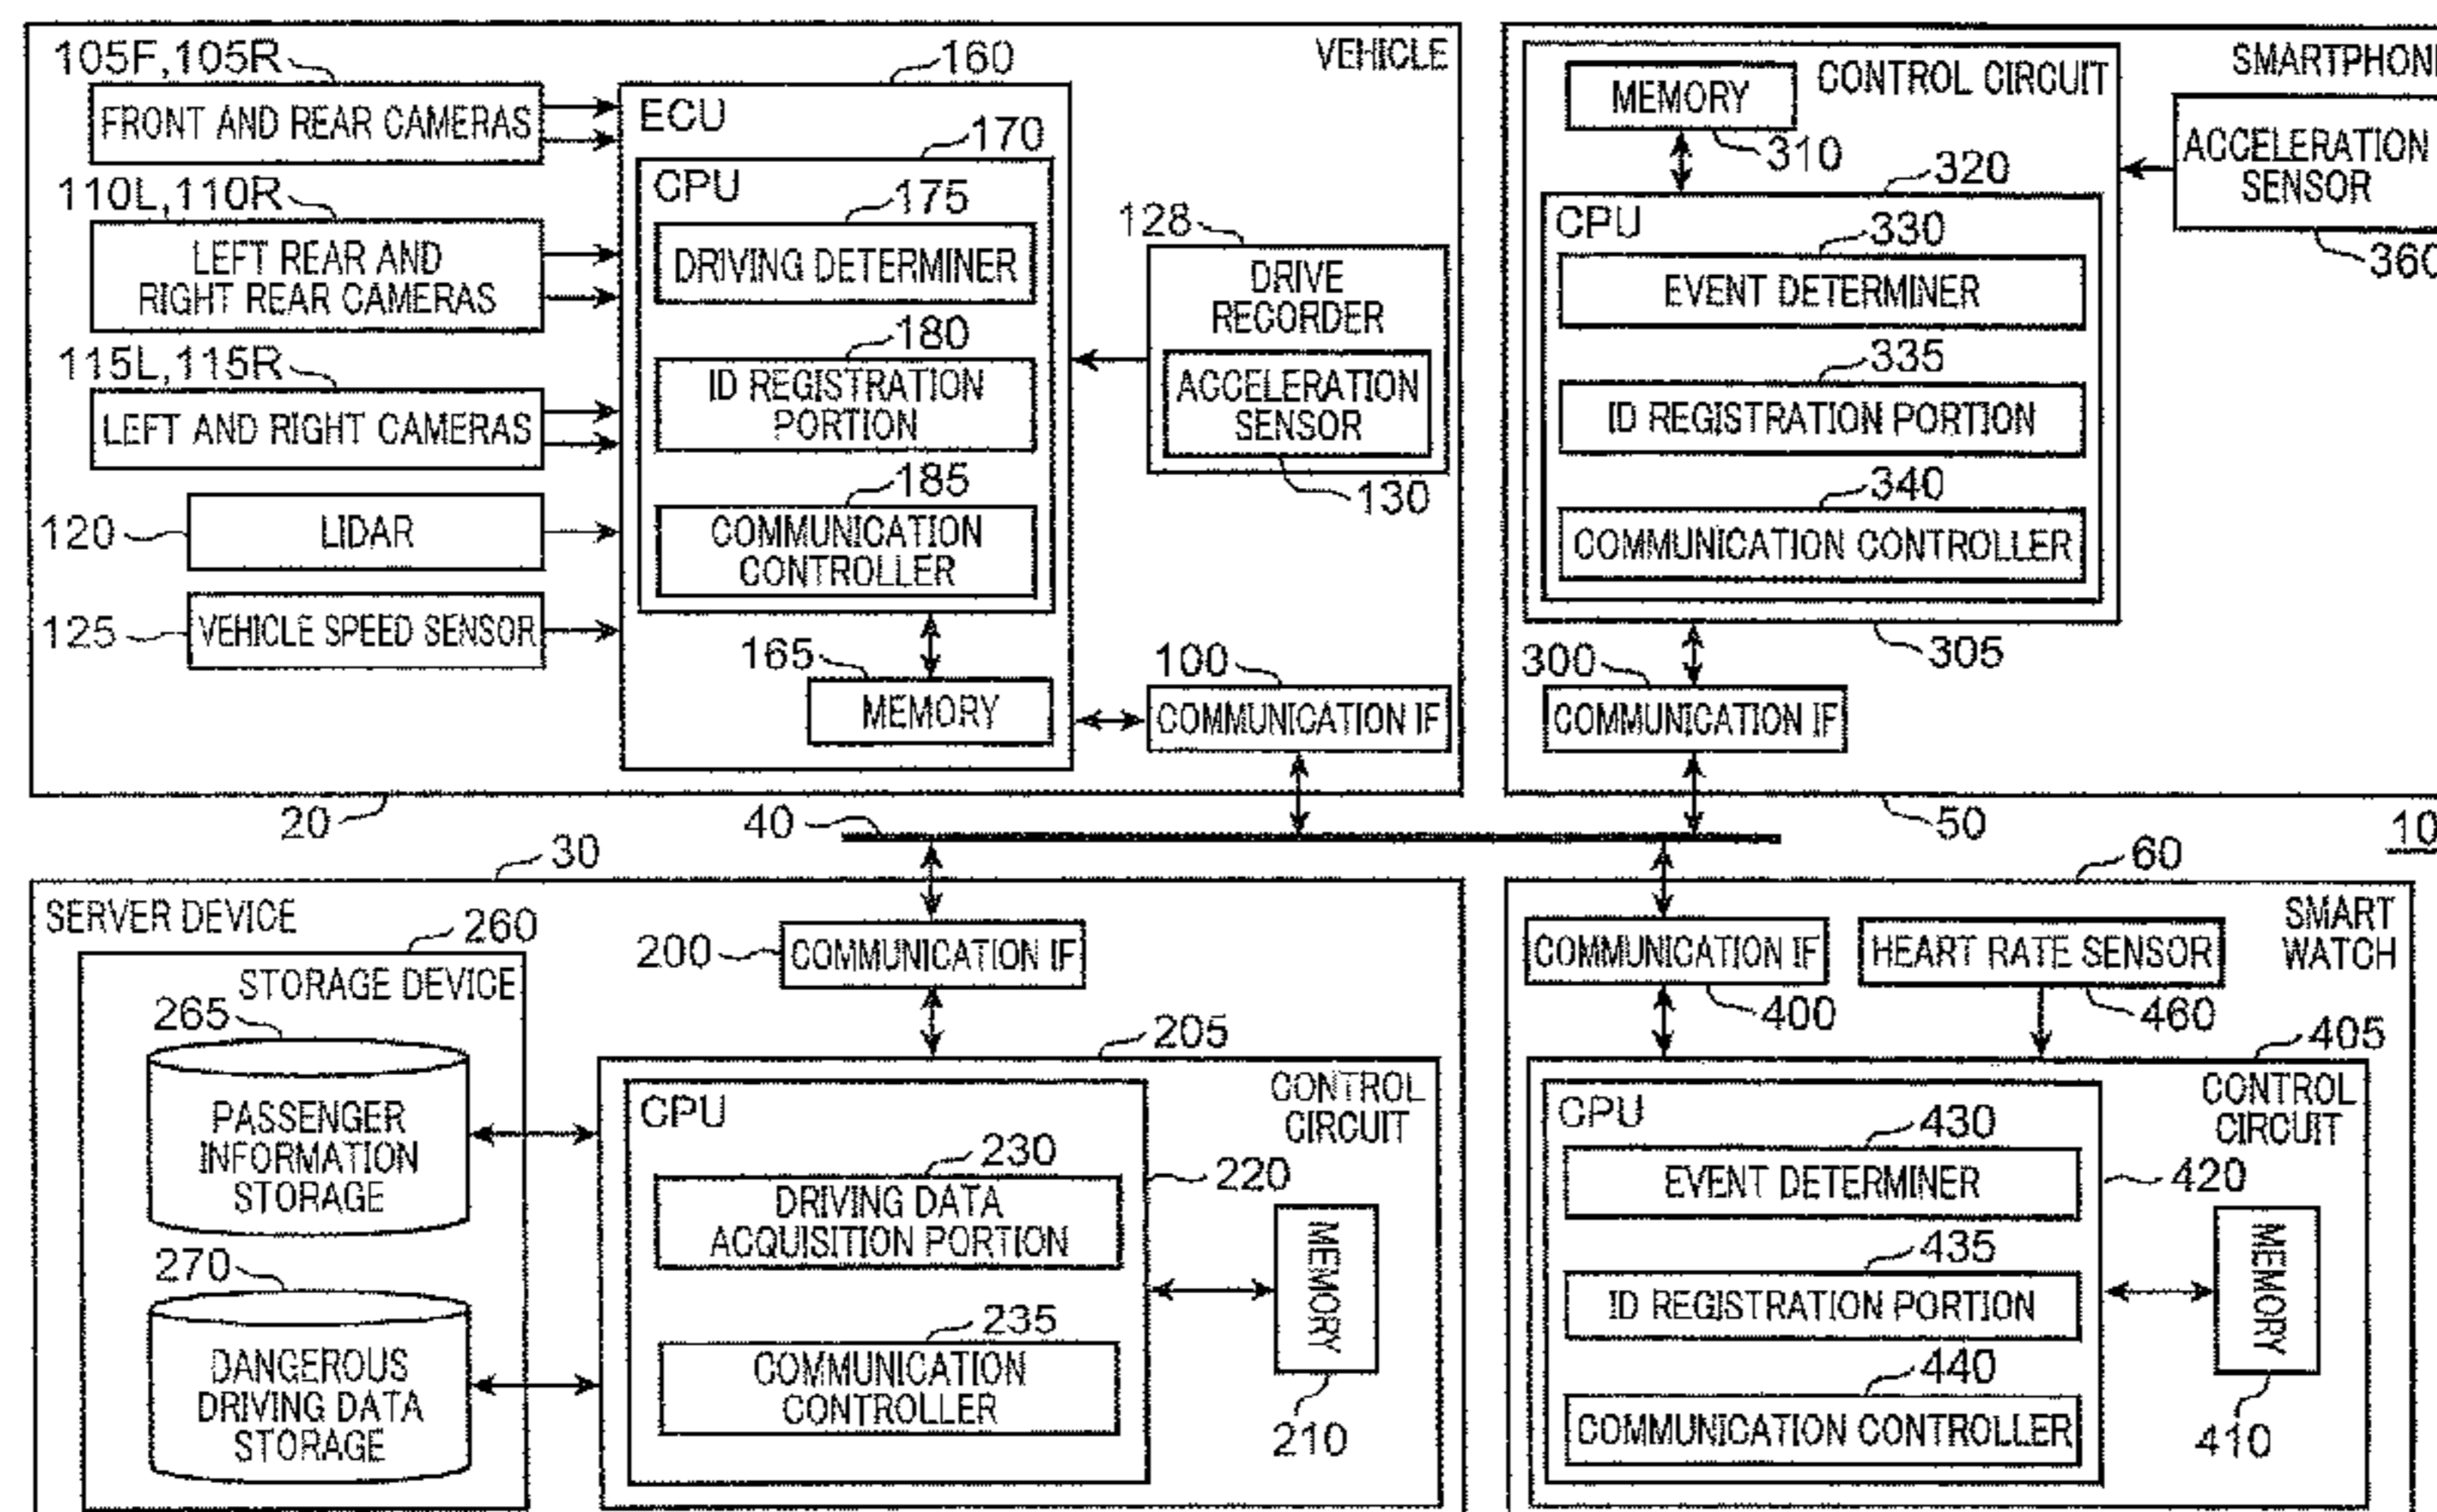 VEHICLE
105F,105R
FRONT AND REAR CAMERAS
110L,110R
LEFT REAR AND
RIGHT REAR CAMERAS
115L,115R
LEFT AND RIGHT CAMERAS
120
LIDAR
125
VEHICLE SPEED SENSOR
160
ECU
170
CPU
175
DRIVING DETERMINER
180
ID REGISTRATION
PORTION
185
COMMUNICATION
CONTROLLER
165
MEMORY
128
DRIVE
RECORDER
ACCELERATION
SENSOR
130
100
COMMUNICATION IF
20
SMARTPHONE
CONTROL CIRCUIT
MEMORY
310
320
CPU
330
EVENT DETERMINER
335
ID REGISTRATION PORTION
340
COMMUNICATION CONTROLLER
305
ACCELERATION
SENSOR
360
300
COMMUNICATION IF
50
10
40
30
SERVER DEVICE
260
STORAGE DEVICE
265
PASSENGER
INFORMATION
STORAGE
270
DANGEROUS
DRIVING DATA
STORAGE
200
COMMUNICATION IF
205
CONTROL
CIRCUIT
CPU
220
230
DRIVING DATA
ACQUISITION PORTION
235
COMMUNICATION
CONTROLLER
MEMORY
210
60
SMART
WATCH
COMMUNICATION IF
400
HEART RATE SENSOR
460
405
CONTROL
CIRCUIT
CPU
420
430
EVENT DETERMINER
435
ID REGISTRATION PORTION
440
COMMUNICATION CONTROLLER
MEMORY
410